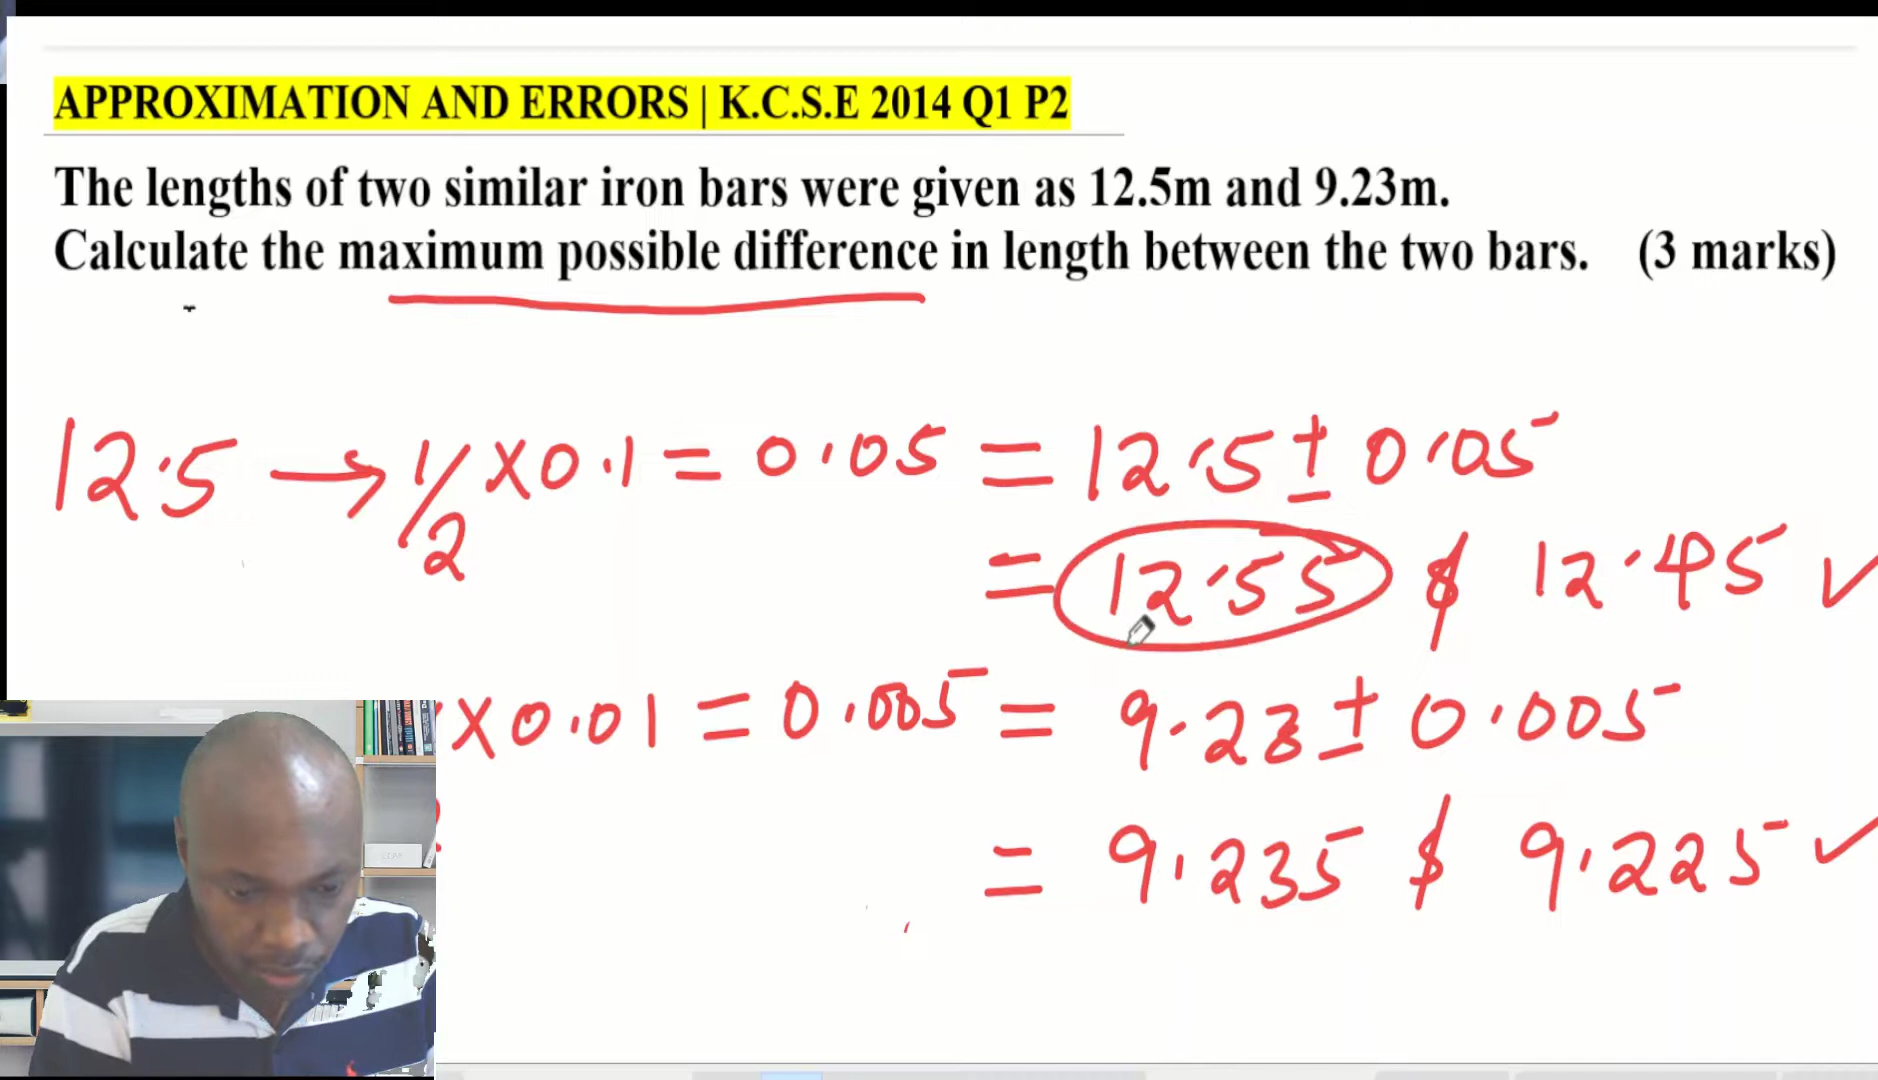 APPROXIMATION AND ERRORS | K.C.S.E 2014 Q1 P2
The lengths of two similar iron bars were given as 12.5m and 9.23m.
Calculate the maximum possible difference in length between the two bars. (3 marks)
12.5 → 1/2 × 0.1 = 0.05 = 12.5 ± 0.05
= 12.55 $ 12.45 ✓
× 0.01 = 0.005 = 9.23 ± 0.005
= 9.235 $ 9.225 ✓